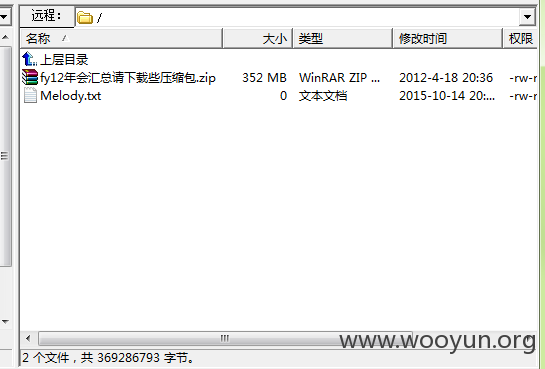 远程: /
名称 / 大小 类型 修改时间 权限
上层目录
fy12年会汇总请下载些压缩包.zip 352 MB WinRAR ZIP ... 2012-4-18 20:36 -rw-r
Melody.txt 0 文本文档 2015-10-14 20:... -rw-r
www.wooyun.org
2 个文件，共 369286793 字节。